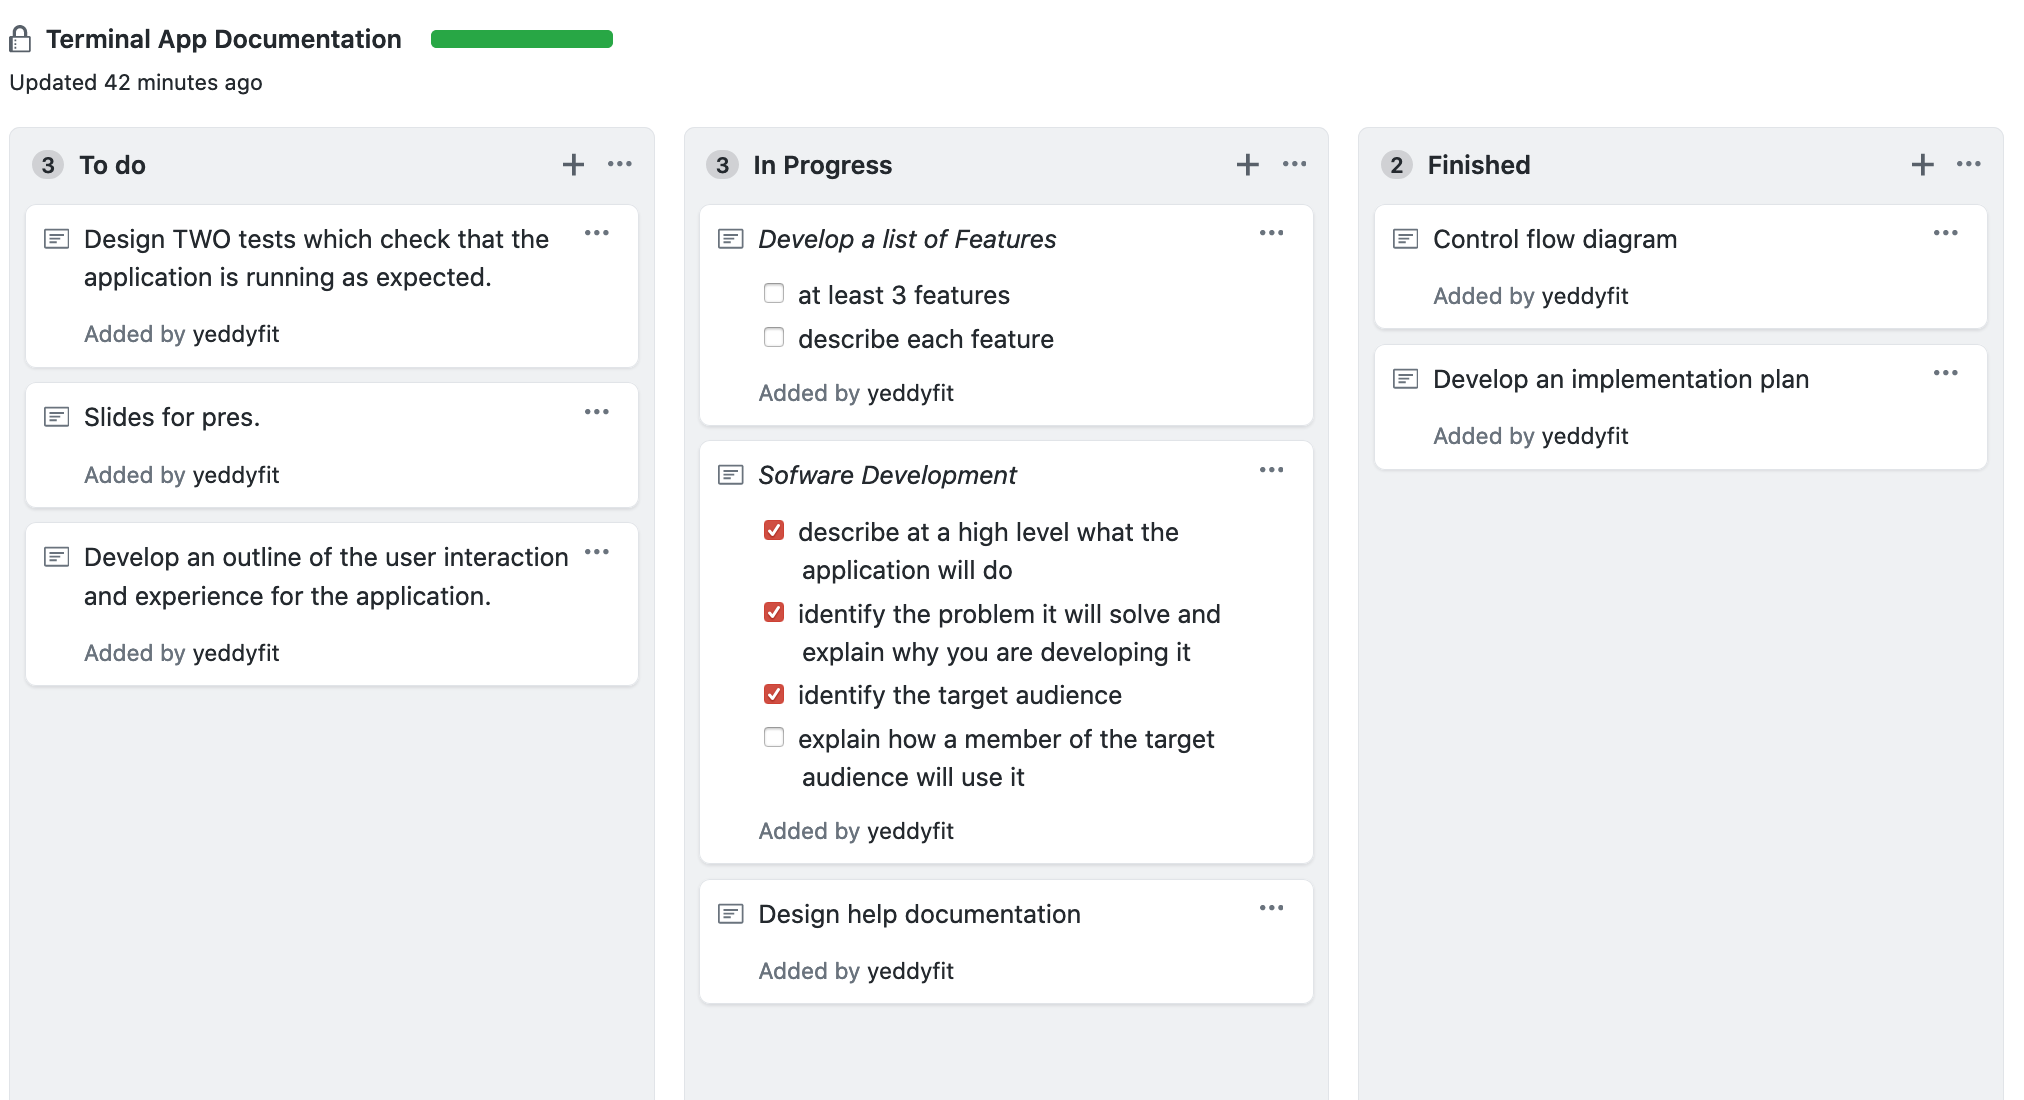 Terminal App Documentation
Updated 42 minutes ago
3 To do
Design TWO tests which check that the
application is running as expected.
Added by yeddyfit
Slides for pres.
Added by yeddyfit
Develop an outline of the user interaction
and experience for the application.
Added by yeddyfit
3 In Progress
Develop a list of Features
at least 3 features
describe each feature
Added by yeddyfit
Sofware Development
describe at a high level what the
application will do
identify the problem it will solve and
explain why you are developing it
identify the target audience
explain how a member of the target
audience will use it
Added by yeddyfit
Design help documentation
Added by yeddyfit
2 Finished
Control flow diagram
Added by yeddyfit
Develop an implementation plan
Added by yeddyfit